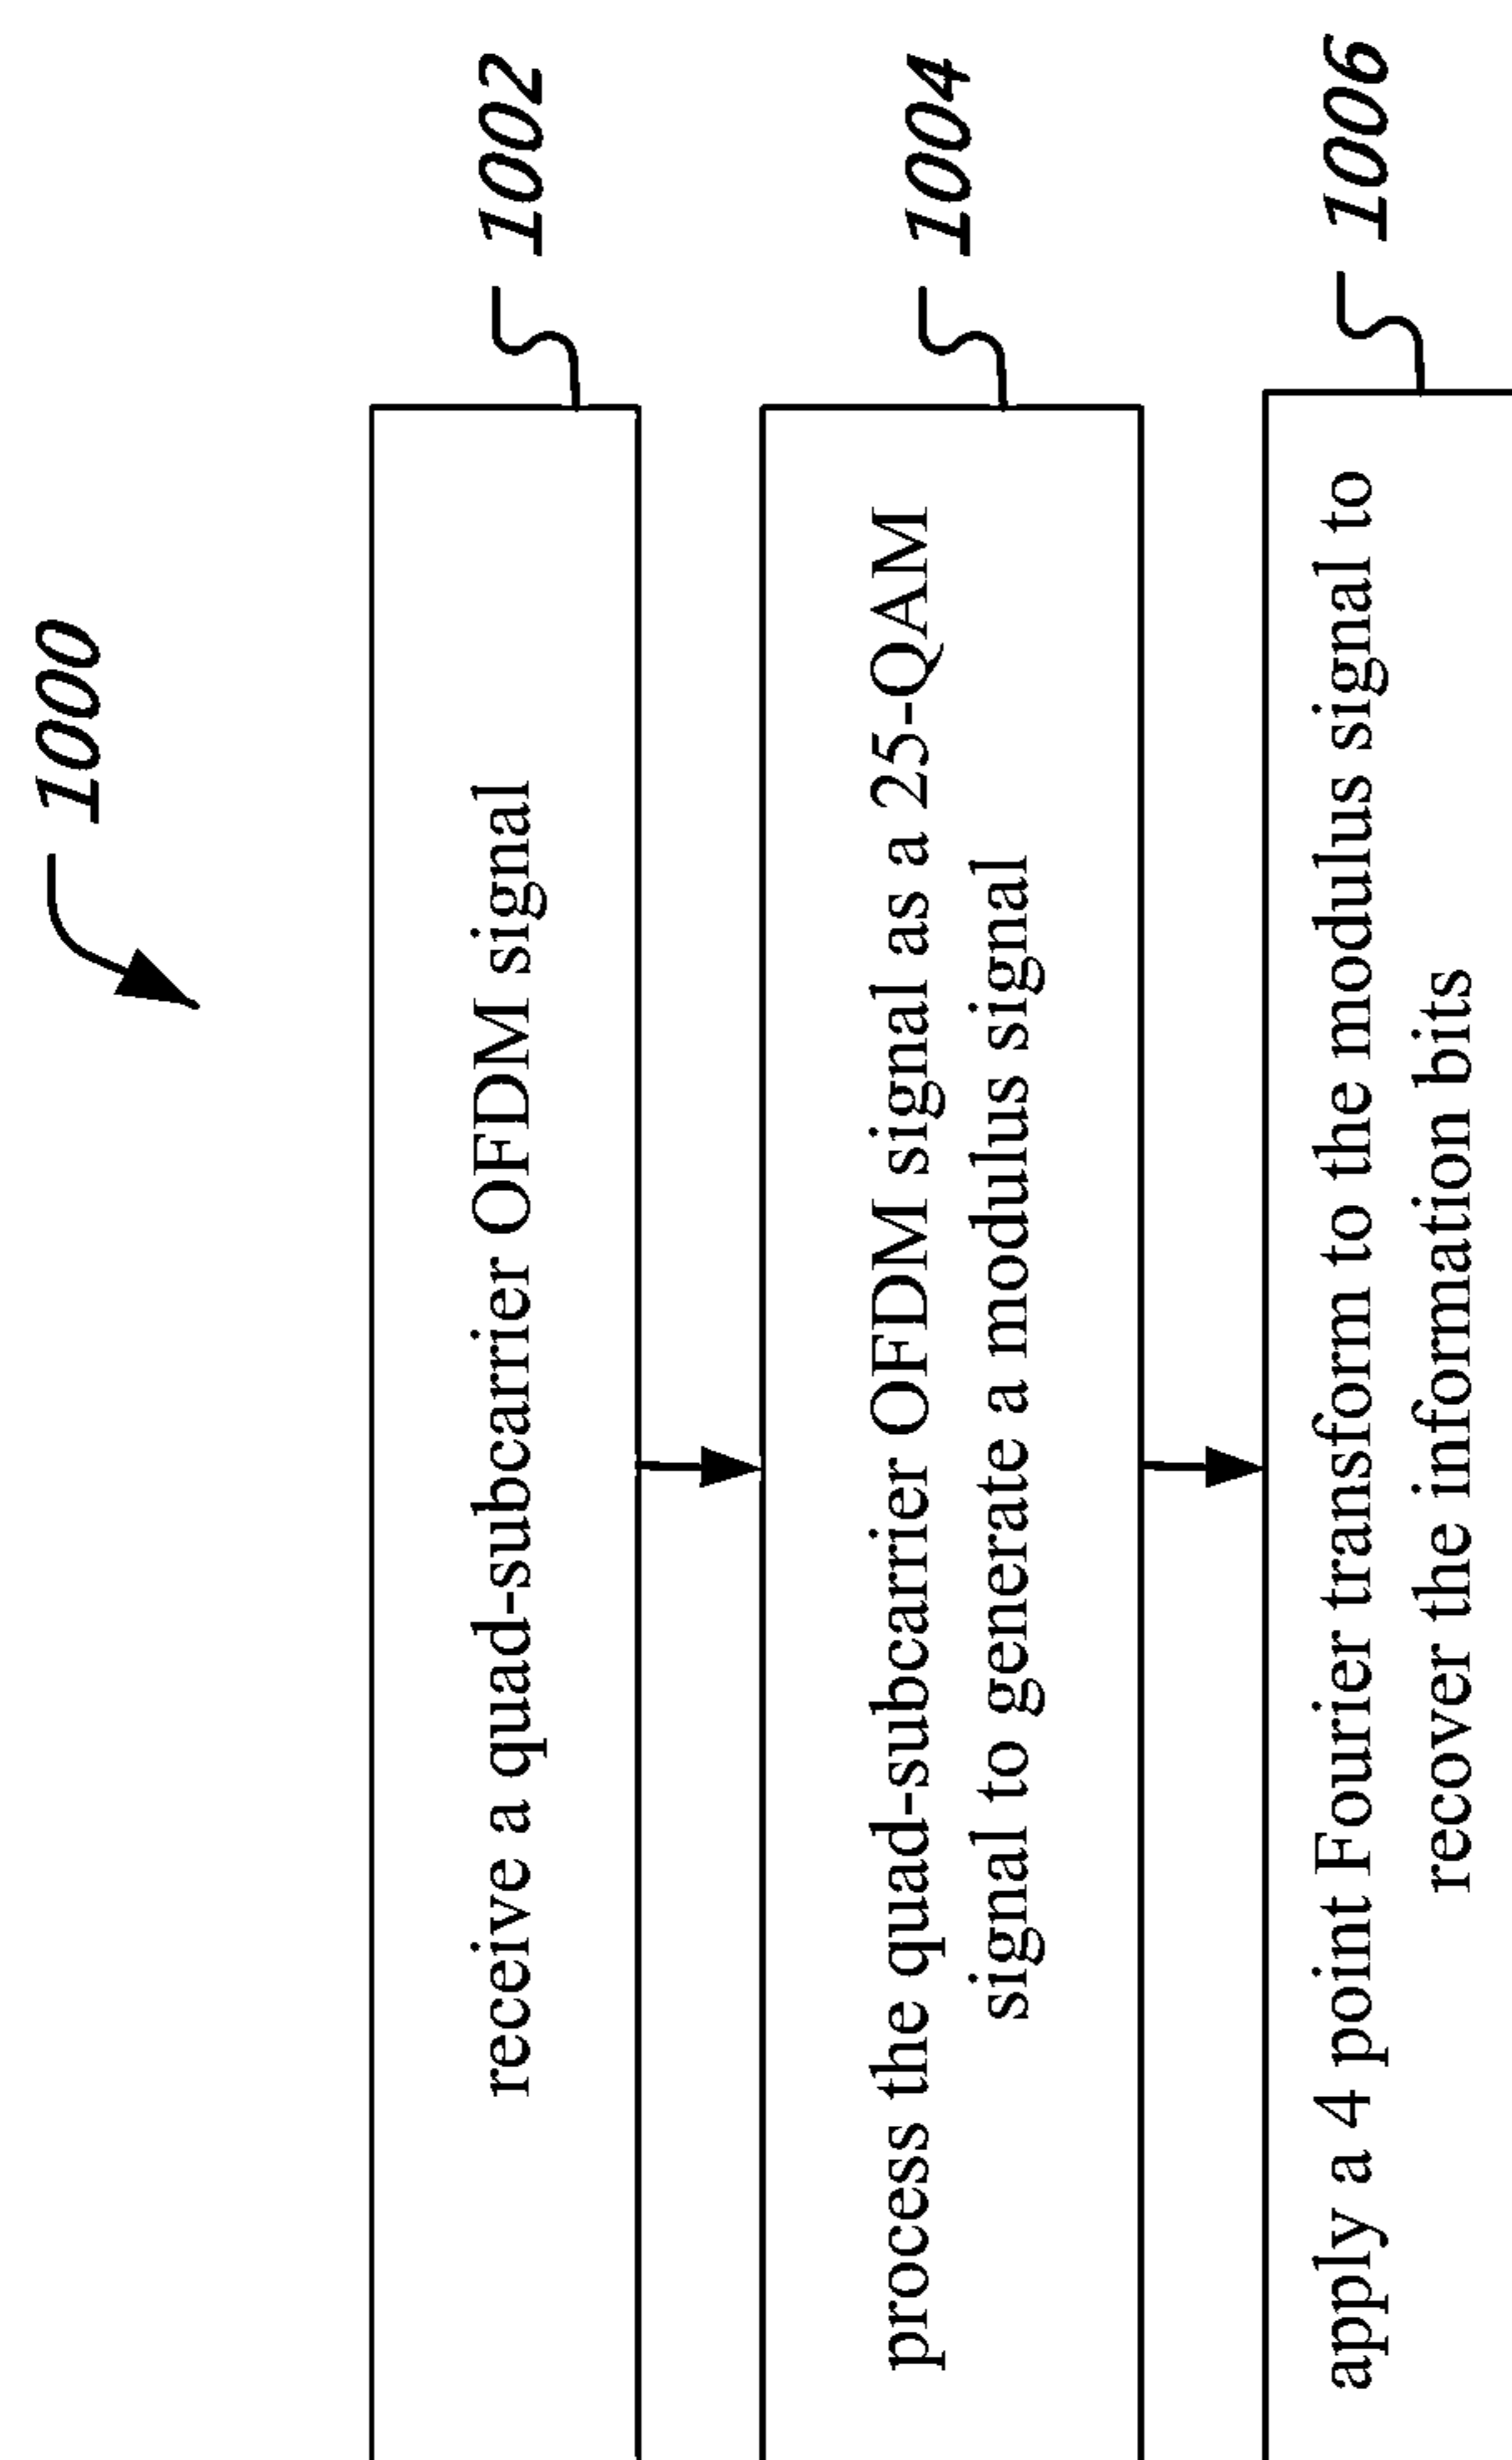 1000
receive a quad-subcarrier OFDM signal
1002
process the quad-subcarrier OFDM signal as a 25-QAM
signal to generate a modulus signal
1004
apply a 4 point Fourier transform to the modulus signal to
recover the information bits
1006